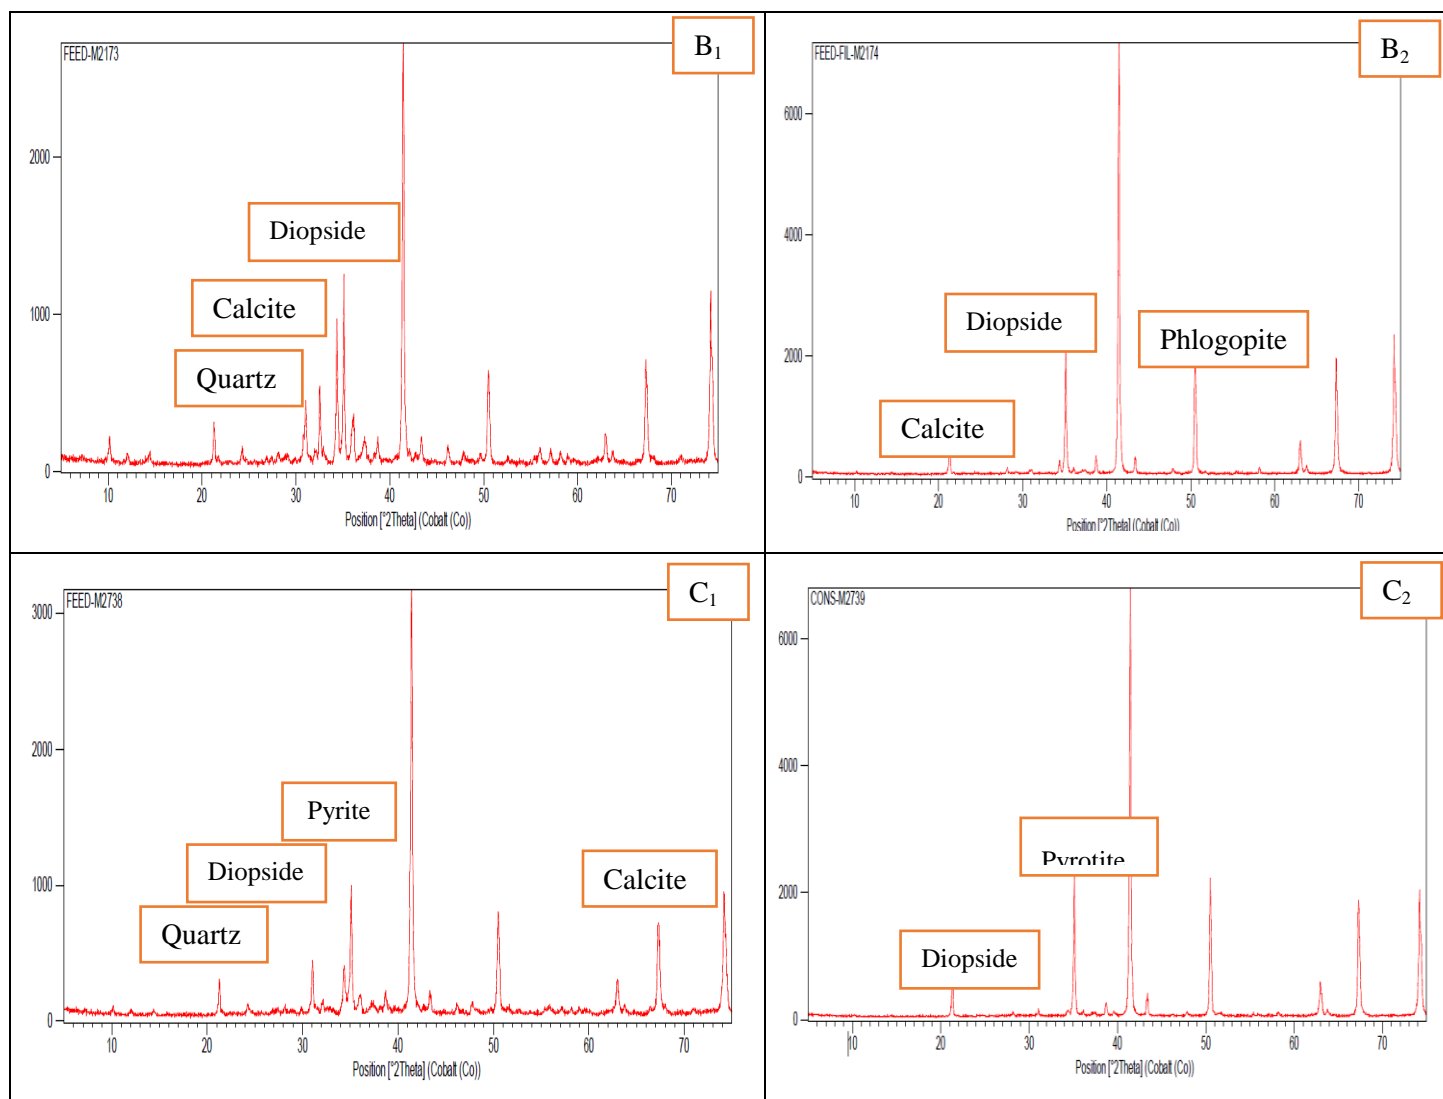 FEED-M2173
B₁
2000
1000
0
Diopside
Calcite
Quartz
10 20 30 40 50 60 70
Position [°2Theta] (Cobalt (Co))
FEED-FIL-M2174
B₂
6000
4000
2000
0
Diopside
Phlogopite
Calcite
10 20 30 40 50 60 70
Position [°2Theta] (Cobalt (Co))
FEED-M2738
C₁
3000
2000
1000
0
Pyrite
Diopside
Calcite
Quartz
10 20 30 40 50 60 70
Position [°2Theta] (Cobalt (Co))
CONS-M2739
C₂
6000
4000
2000
0
Pyrotite
Diopside
10 20 30 40 50 60 70
Position [°2Theta] (Cobalt (Co))